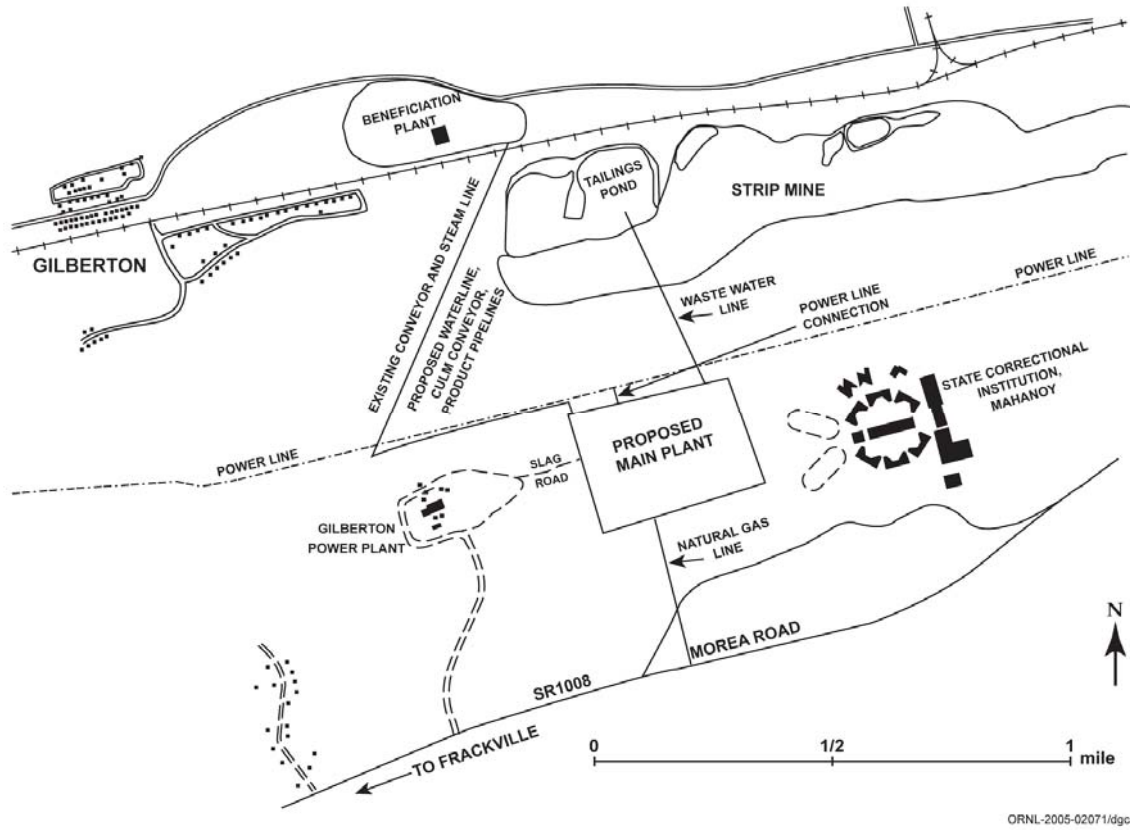 BENEFICIATION
PLANT
TAILINGS
POND
STRIP MINE
GILBERTON
EXISTING CONVEYOR AND STEAM LINE
PROPOSED WATERLINE,
CULM CONVEYOR,
PRODUCT PIPELINES
WASTE WATER
LINE
POWER LINE
CONNECTION
POWER LINE
STATE CORRECTIONAL
INSTITUTION,
MAHANOY
PROPOSED
MAIN PLANT
POWER LINE
SLAG
ROAD
GILBERTON
POWER PLANT
NATURAL GAS
LINE
N
MOREA ROAD
SR1008
TO FRACKVILLE
0
1/2
1
mile
ORNL-2005-02071/dgc